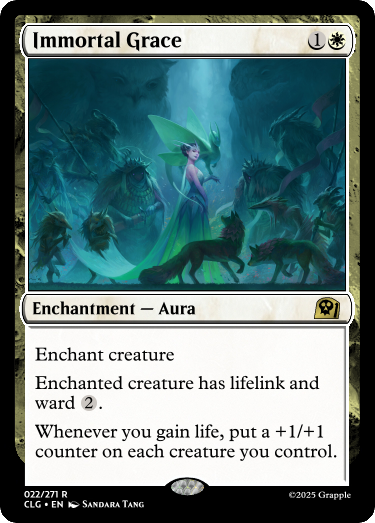 Immortal Grace 1
Enchantment — Aura
Enchant creature
Enchanted creature has lifelink and
ward 2.
Whenever you gain life, put a +1/+1
counter on each creature you control.
022/271 R
CLG • EN Sandara Tang
©2025 Grapple